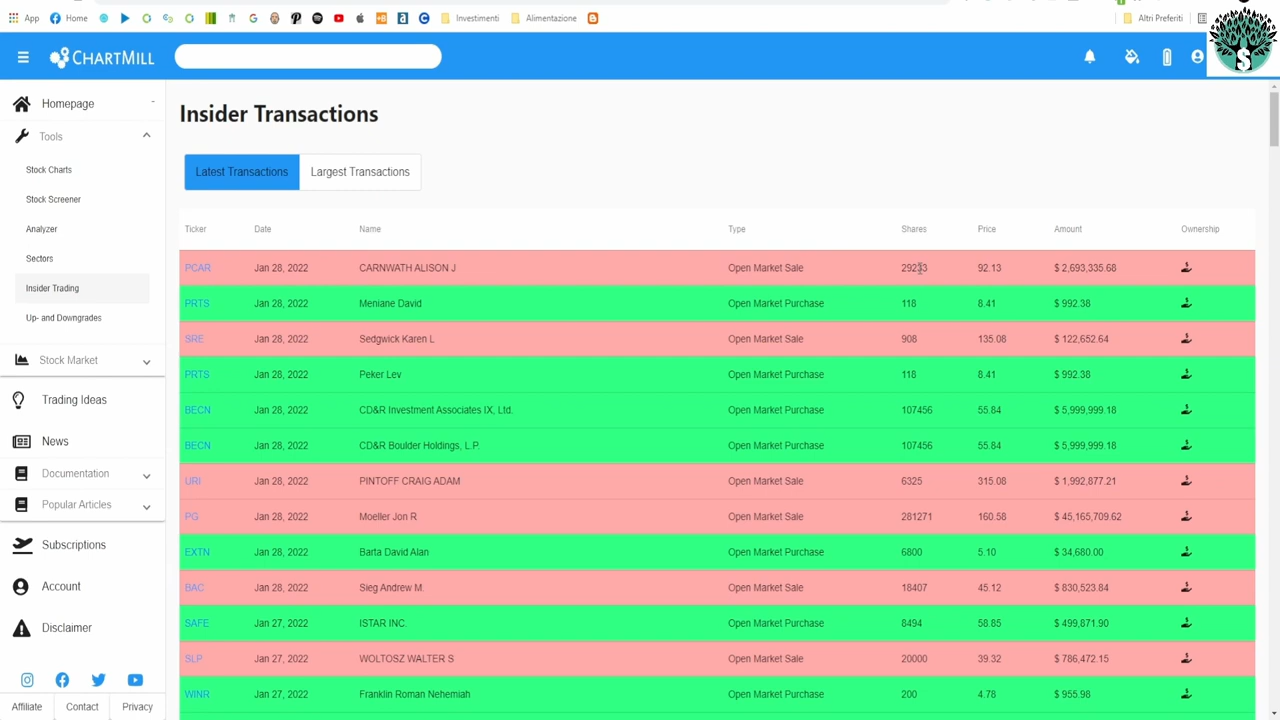 App
Home
Investimenti
Alimentazione
Altri Preferiti
CHARTMILL
Homepage
Tools
Stock Charts
Stock Screener
Analyzer
Sectors
Insider Trading
Up- and Downgrades
Stock Market
Trading Ideas
News
Documentation
Popular Articles
Subscriptions
Account
Disclaimer
Affiliate Contact Privacy
Insider Transactions
Latest Transactions Largest Transactions
Ticker Date Name Type Shares Price Amount Ownership
PCAR Jan 28, 2022 CARNWATH ALISON J Open Market Sale 92.13 $ 2,693,335.68
PRTS Jan 28, 2022 Meniane David Open Market Purchase 118 8.41 $ 992.38
SRE Jan 28, 2022 Sedgwick Karen L Open Market Sale 908 135.08 $ 122,652.64
PRTS Jan 28, 2022 Peker Lev Open Market Purchase 118 8.41 $ 992.38
BECN Jan 28, 2022 CD&R Investment Associates IX, Ltd. Open Market Purchase 107456 55.84 $ 5,999,999.18
BECN Jan 28, 2022 CD&R Boulder Holdings, L.P. Open Market Purchase 107456 55.84 $ 5,999,999.18
URI Jan 28, 2022 PINTOFF CRAIG ADAM Open Market Sale 6325 315.08 $ 1,992,877.21
PG Jan 28, 2022 Moeller Jon R Open Market Sale 281271 160.58 $ 45,165,709.62
EXTN Jan 28, 2022 Barta David Alan Open Market Purchase 6800 5.10 $ 34,680.00
BAC Jan 28, 2022 Sieg Andrew M. Open Market Sale 18407 45.12 $ 830,523.84
SAFE Jan 27, 2022 ISTAR INC. Open Market Purchase 8494 58.85 $ 499,871.90
SLP Jan 27, 2022 WOLTOSZ WALTER S Open Market Sale 20000 39.32 $ 786,472.15
WINR Jan 27, 2022 Franklin Roman Nehemiah Open Market Purchase 200 4.78 $ 955.98